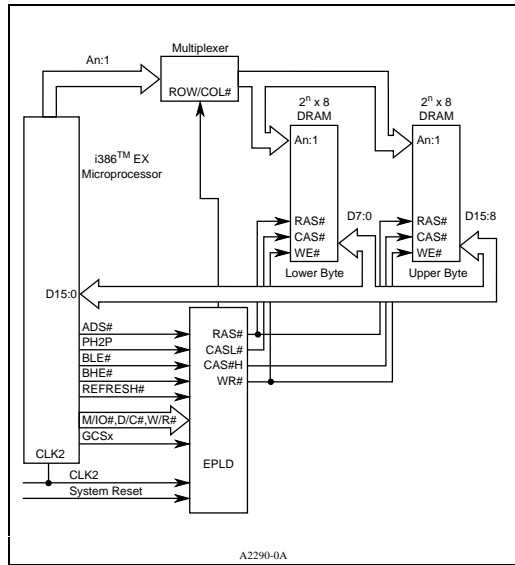 Multiplexer
An:1
ROW/COL#
2ⁿ x 8
DRAM
2ⁿ x 8
DRAM
An:1
An:1
i386™ EX
Microprocessor
RAS#
CAS#
WE#
D7:0
RAS#
CAS#
WE#
D15:8
Lower Byte
Upper Byte
D15:0
ADS#
PH2P
BLE#
BHE#
REFRESH#
M/IO#,D/C#,W/R#
GCSx
RAS#
CASL#
CAS#H
WR#
EPLD
CLK2
CLK2
System Reset
A2290-0A